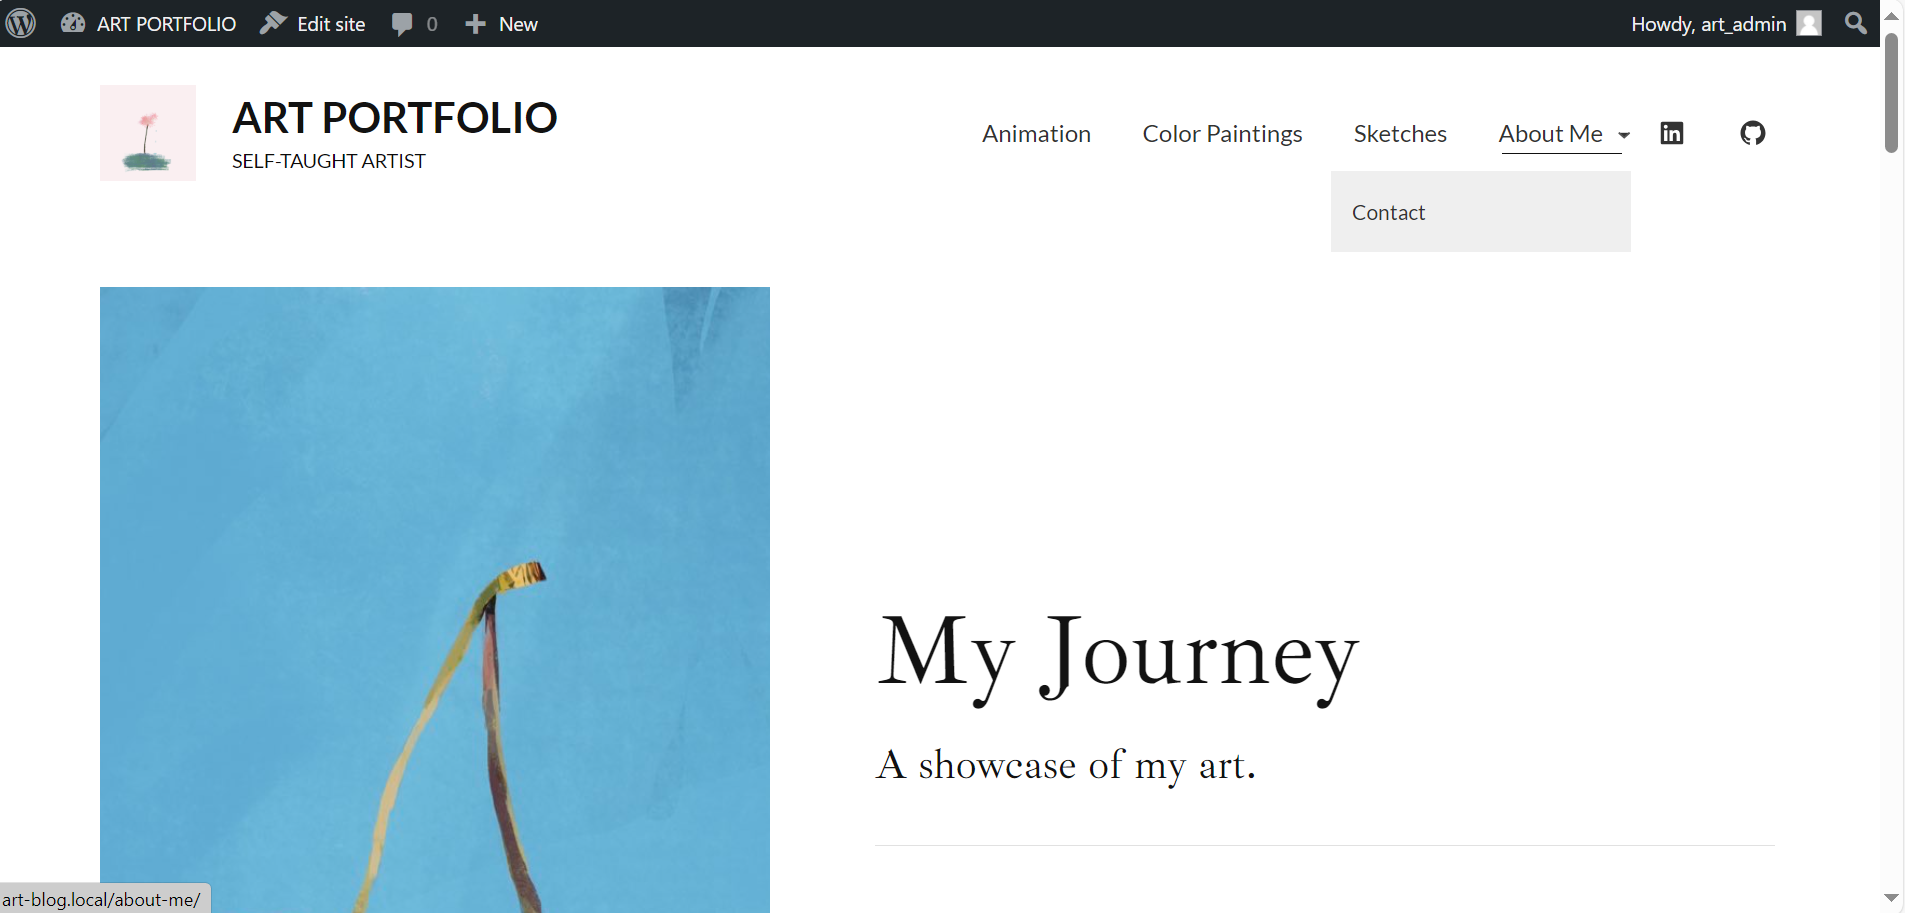 ART PORTFOLIO Edit site 0 New Howdy, art_admin
ART PORTFOLIO
SELF-TAUGHT ARTIST
Animation Color Paintings Sketches About Me
Contact
My Journey
A showcase of my art.
art-blog.local/about-me/